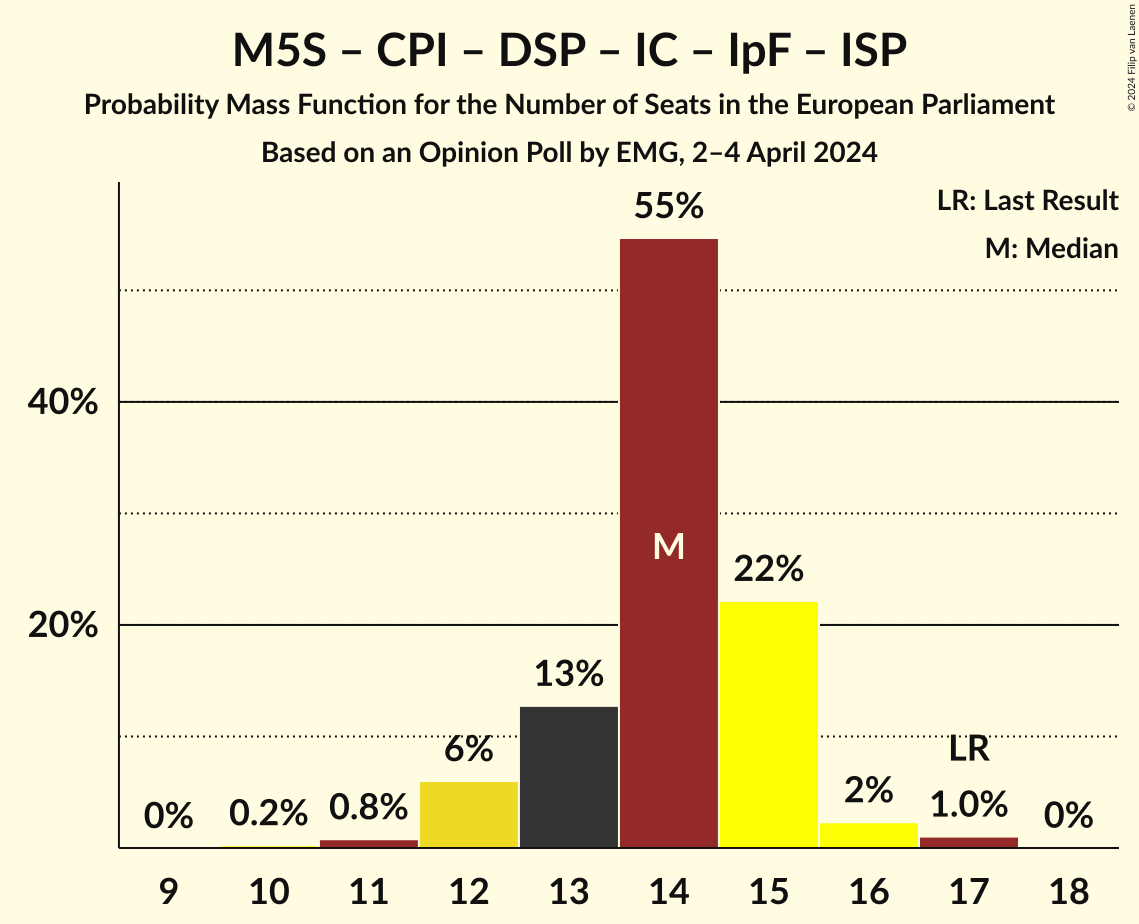 M5S – CPI – DSP – IC – IpF – ISP
Probability Mass Function for the Number of Seats in the European Parliament
Based on an Opinion Poll by EMG, 2–4 April 2024
© 2024 Filip van Laenen
LR: Last Result
M: Median
55%
40%
M
22%
20%
13%
6%
LR
0%
0.2%
0.8%
2%
1.0%
0%
9 10 11 12 13 14 15 16 17 18